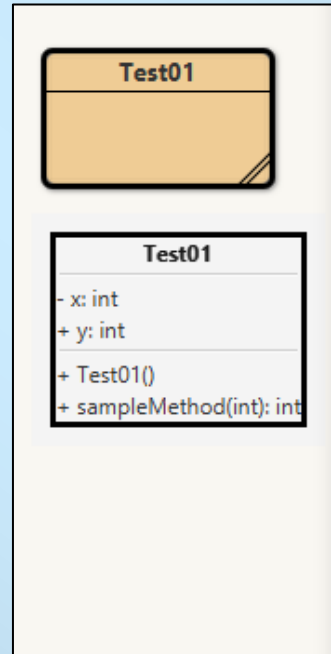 Test01
Test01
- x: int
+ y: int
+ Test01()
+ sampleMethod(int): int